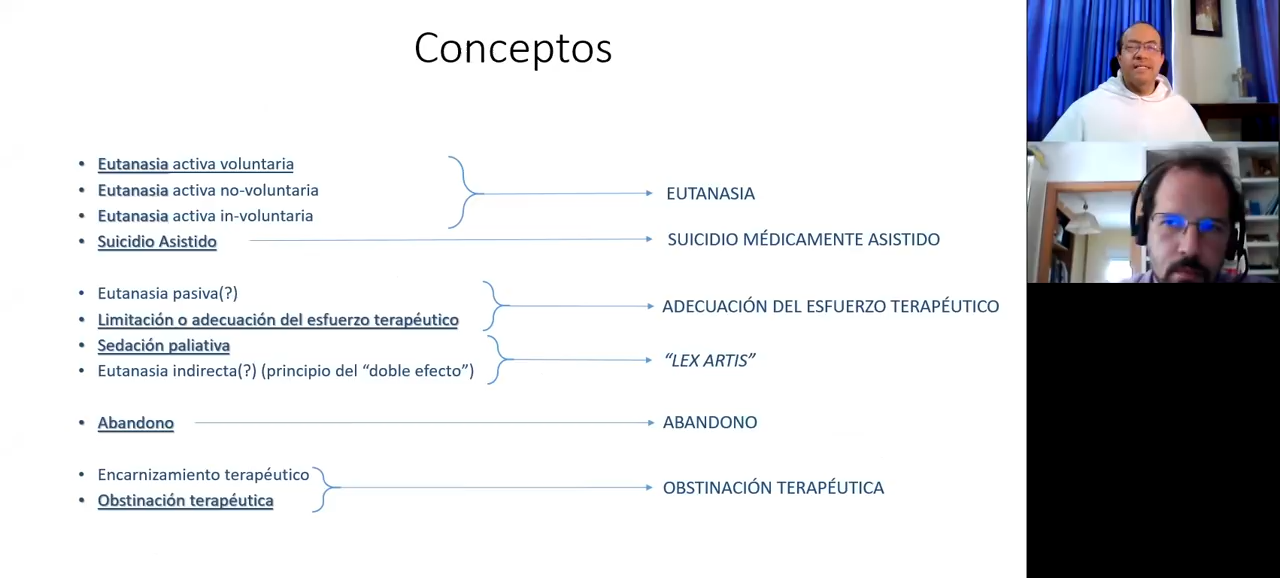 Conceptos
• Eutanasia activa voluntaria
• Eutanasia activa no-voluntaria
• Eutanasia activa in-voluntaria
EUTANASIA
• Suicidio Asistido
SUICIDIO MÉDICAMENTE ASISTIDO
• Eutanasia pasiva(?)
• Limitación o adecuación del esfuerzo terapéutico
ADECUACIÓN DEL ESFUERZO TERAPÉUTICO
• Sedación paliativa
• Eutanasia indirecta(?) (principio del “doble efecto”)
“LEX ARTIS”
• Abandono
ABANDONO
• Encarnizamiento terapéutico
• Obstinación terapéutica
OBSTINACIÓN TERAPÉUTICA